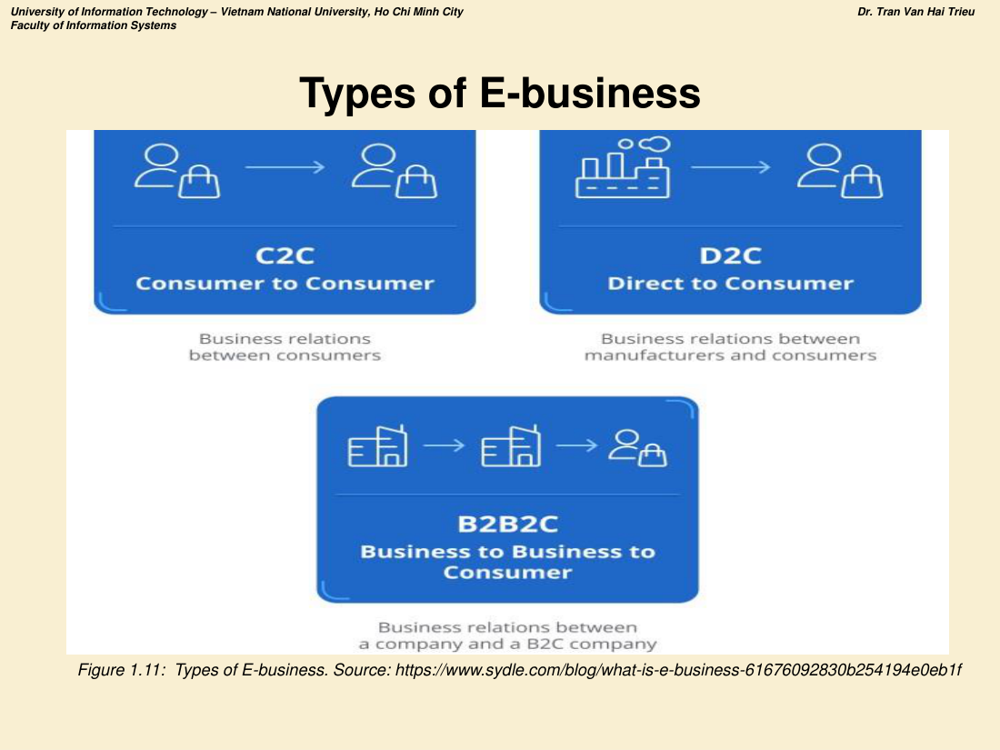 University of Information Technology – Vietnam National University, Ho Chi Minh City
Faculty of Information Systems
Dr. Tran Van Hai Trieu
Types of E-business
C2C
Consumer to Consumer
Business relations
between consumers
D2C
Direct to Consumer
Business relations between
manufacturers and consumers
B2B2C
Business to Business to
Consumer
Business relations between
a company and a B2C company
Figure 1.11:  Types of E-business. Source: https://www.sydle.com/blog/what-is-e-business-61676092830b254194e0eb1f